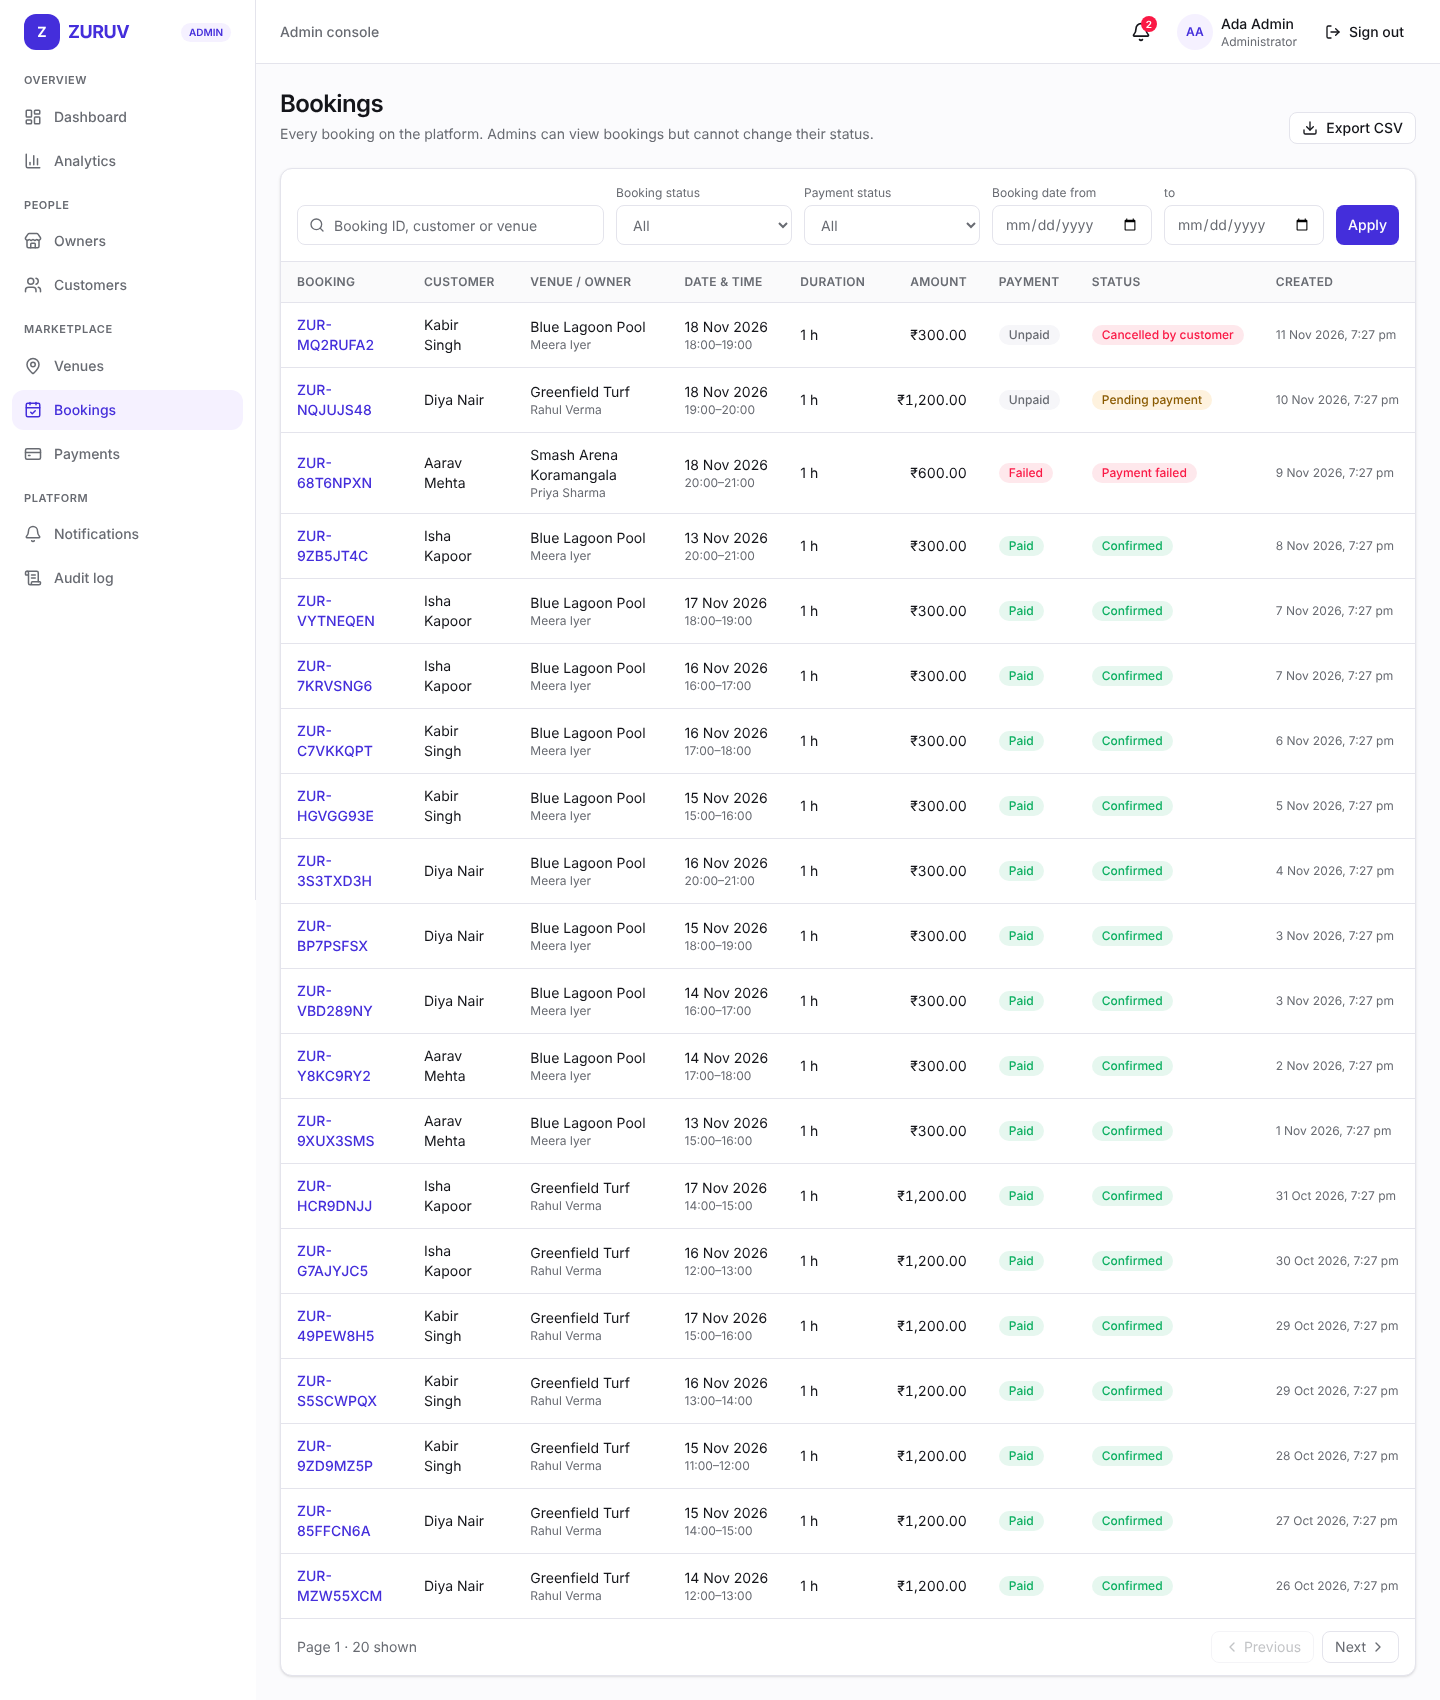 Z ZURUV ADMIN
OVERVIEW
Dashboard
Analytics
PEOPLE
Owners
Customers
MARKETPLACE
Venues
Bookings
Payments
PLATFORM
Notifications
Audit log
Admin console
2
AA
Ada Admin
Administrator
Sign out
Bookings
Every booking on the platform. Admins can view bookings but cannot change their status.
Export CSV
Booking ID, customer or venue
Booking status
All
Payment status
All
Booking date from
mm/dd/yyyy
to
mm/dd/yyyy
Apply
BOOKING CUSTOMER VENUE / OWNER DATE & TIME DURATION AMOUNT PAYMENT STATUS CREATED
ZUR-
MQ2RUFA2
Kabir
Singh
Blue Lagoon Pool
Meera Iyer
18 Nov 2026
18:00–19:00
1 h ₹300.00 Unpaid Cancelled by customer 11 Nov 2026, 7:27 pm
ZUR-
NQJUJS48
Diya Nair
Greenfield Turf
Rahul Verma
18 Nov 2026
19:00–20:00
1 h ₹1,200.00 Unpaid Pending payment 10 Nov 2026, 7:27 pm
ZUR-
68T6NPXN
Aarav
Mehta
Smash Arena
Koramangala
Priya Sharma
18 Nov 2026
20:00–21:00
1 h ₹600.00 Failed Payment failed 9 Nov 2026, 7:27 pm
ZUR-
9ZB5JT4C
Isha
Kapoor
Blue Lagoon Pool
Meera Iyer
13 Nov 2026
20:00–21:00
1 h ₹300.00 Paid Confirmed 8 Nov 2026, 7:27 pm
ZUR-
VYTNEQEN
Isha
Kapoor
Blue Lagoon Pool
Meera Iyer
17 Nov 2026
18:00–19:00
1 h ₹300.00 Paid Confirmed 7 Nov 2026, 7:27 pm
ZUR-
7KRVSNG6
Isha
Kapoor
Blue Lagoon Pool
Meera Iyer
16 Nov 2026
16:00–17:00
1 h ₹300.00 Paid Confirmed 7 Nov 2026, 7:27 pm
ZUR-
C7VKKQPT
Kabir
Singh
Blue Lagoon Pool
Meera Iyer
16 Nov 2026
17:00–18:00
1 h ₹300.00 Paid Confirmed 6 Nov 2026, 7:27 pm
ZUR-
HGVGG93E
Kabir
Singh
Blue Lagoon Pool
Meera Iyer
15 Nov 2026
15:00–16:00
1 h ₹300.00 Paid Confirmed 5 Nov 2026, 7:27 pm
ZUR-
3S3TXD3H
Diya Nair
Blue Lagoon Pool
Meera Iyer
16 Nov 2026
20:00–21:00
1 h ₹300.00 Paid Confirmed 4 Nov 2026, 7:27 pm
ZUR-
BP7PSFSX
Diya Nair
Blue Lagoon Pool
Meera Iyer
15 Nov 2026
18:00–19:00
1 h ₹300.00 Paid Confirmed 3 Nov 2026, 7:27 pm
ZUR-
VBD289NY
Diya Nair
Blue Lagoon Pool
Meera Iyer
14 Nov 2026
16:00–17:00
1 h ₹300.00 Paid Confirmed 3 Nov 2026, 7:27 pm
ZUR-
Y8KC9RY2
Aarav
Mehta
Blue Lagoon Pool
Meera Iyer
14 Nov 2026
17:00–18:00
1 h ₹300.00 Paid Confirmed 2 Nov 2026, 7:27 pm
ZUR-
9XUX3SMS
Aarav
Mehta
Blue Lagoon Pool
Meera Iyer
13 Nov 2026
15:00–16:00
1 h ₹300.00 Paid Confirmed 1 Nov 2026, 7:27 pm
ZUR-
HCR9DNJJ
Isha
Kapoor
Greenfield Turf
Rahul Verma
17 Nov 2026
14:00–15:00
1 h ₹1,200.00 Paid Confirmed 31 Oct 2026, 7:27 pm
ZUR-
G7AJYJC5
Isha
Kapoor
Greenfield Turf
Rahul Verma
16 Nov 2026
12:00–13:00
1 h ₹1,200.00 Paid Confirmed 30 Oct 2026, 7:27 pm
ZUR-
49PEW8H5
Kabir
Singh
Greenfield Turf
Rahul Verma
17 Nov 2026
15:00–16:00
1 h ₹1,200.00 Paid Confirmed 29 Oct 2026, 7:27 pm
ZUR-
S5SCWPQX
Kabir
Singh
Greenfield Turf
Rahul Verma
16 Nov 2026
13:00–14:00
1 h ₹1,200.00 Paid Confirmed 29 Oct 2026, 7:27 pm
ZUR-
9ZD9MZ5P
Kabir
Singh
Greenfield Turf
Rahul Verma
15 Nov 2026
11:00–12:00
1 h ₹1,200.00 Paid Confirmed 28 Oct 2026, 7:27 pm
ZUR-
85FFCN6A
Diya Nair
Greenfield Turf
Rahul Verma
15 Nov 2026
14:00–15:00
1 h ₹1,200.00 Paid Confirmed 27 Oct 2026, 7:27 pm
ZUR-
MZW55XCM
Diya Nair
Greenfield Turf
Rahul Verma
14 Nov 2026
12:00–13:00
1 h ₹1,200.00 Paid Confirmed 26 Oct 2026, 7:27 pm
Page 1 · 20 shown
Previous
Next